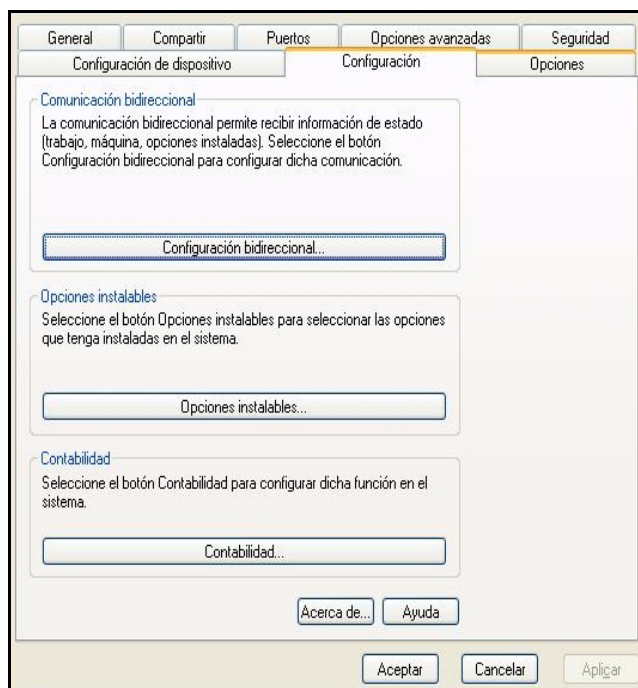 General Compartir Puertos Opciones avanzadas Seguridad
Configuración de dispositivo Configuración Opciones
Comunicación bidireccional
La comunicación bidireccional permite recibir información de estado
(trabajo, máquina, opciones instaladas). Seleccione el botón
Configuración bidireccional para configurar dicha comunicación.
Configuración bidireccional...
Opciones instalables
Seleccione el botón Opciones instalables para seleccionar las opciones
que tenga instaladas en el sistema.
Opciones instalables...
Contabilidad
Seleccione el botón Contabilidad para configurar dicha función en el
sistema.
Contabilidad...
Acerca de... Ayuda
Aceptar Cancelar Aplicar